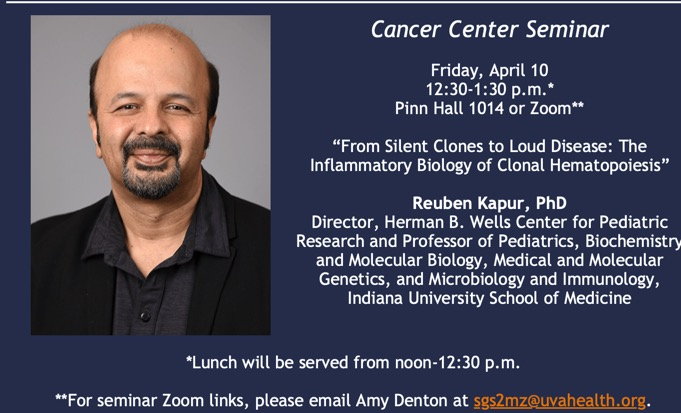 Cancer Center Seminar
Friday, April 10
12:30-1:30 p.m.*
Pinn Hall 1014 or Zoom**
“From Silent Clones to Loud Disease: The
Inflammatory Biology of Clonal Hematopoiesis”
Reuben Kapur, PhD
Director, Herman B. Wells Center for Pediatric
Research and Professor of Pediatrics, Biochemistry
and Molecular Biology, Medical and Molecular
Genetics, and Microbiology and Immunology,
Indiana University School of Medicine
*Lunch will be served from noon-12:30 p.m.
**For seminar Zoom links, please email Amy Denton at sgs2mz@uvahealth.org.